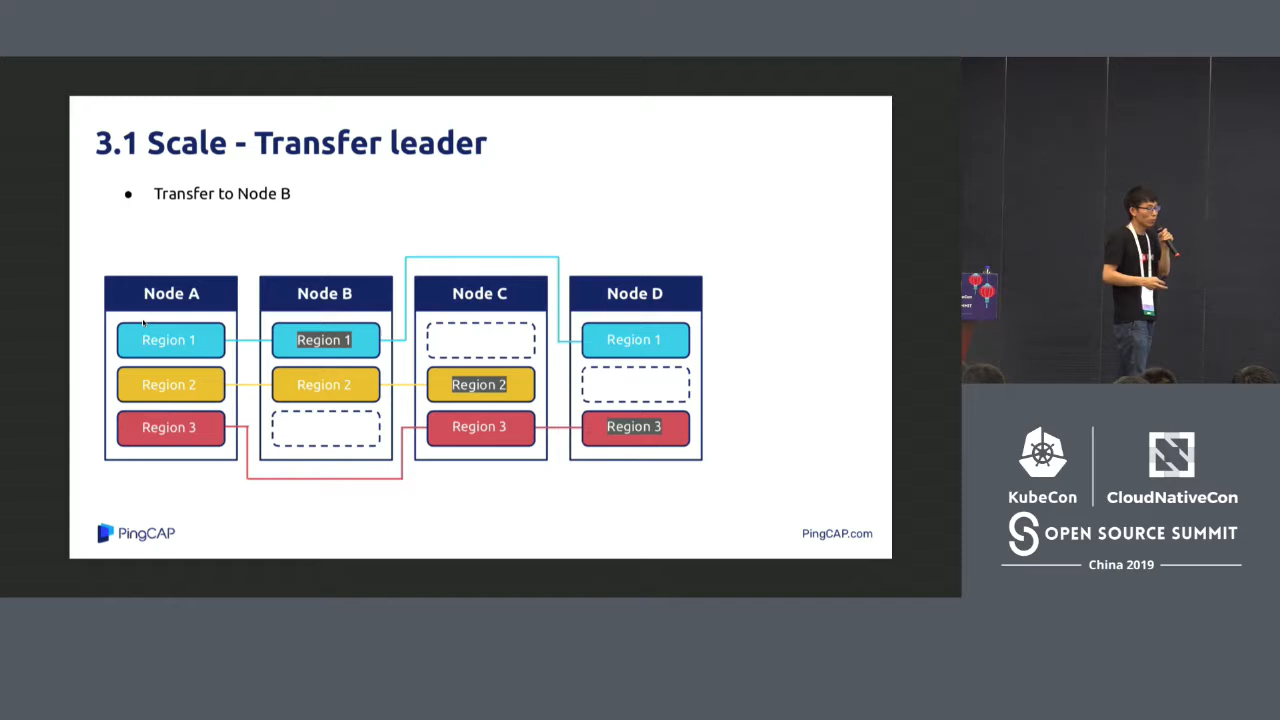 3.1 Scale - Transfer leader
● Transfer to Node B
Node A
Node B
Node C
Node D
Region 1
Region 1
Region 1
Region 2
Region 2
Region 2
Region 3
Region 3
Region 3
PingCAP
PingCAP.com
KubeCon
CloudNativeCon
OPEN SOURCE SUMMIT
China 2019